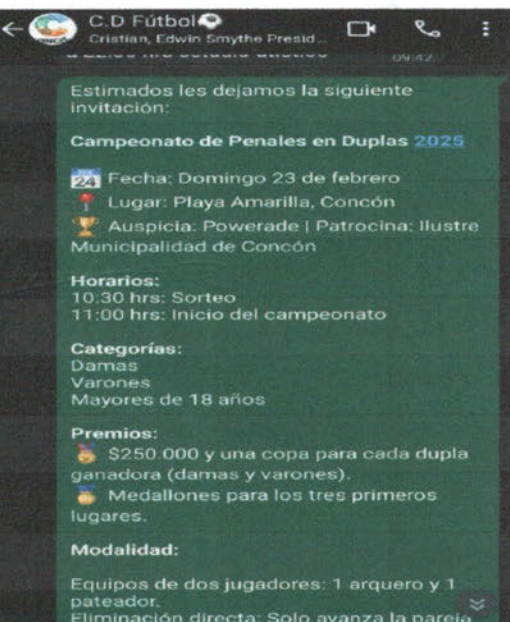 C.D Fútbol
Cristian, Edwin Smythe Presid...
09:42
Estimados les dejamos la siguiente
invitación:
Campeonato de Penales en Duplas 2025
24 Fecha: Domingo 23 de febrero
Lugar: Playa Amarilla, Concón
Auspicia: Powerade | Patrocina: Ilustre
Municipalidad de Concón
Horarios:
10:30 hrs: Sorteo
11:00 hrs: Inicio del campeonato
Categorías:
Damas
Varones
Mayores de 18 años
Premios:
$250.000 y una copa para cada dupla
ganadora (damas y varones).
Medallones para los tres primeros
lugares.
Modalidad:
Equipos de dos jugadores: 1 arquero y 1
pateador.
Eliminación directa: Solo avanza la pareja